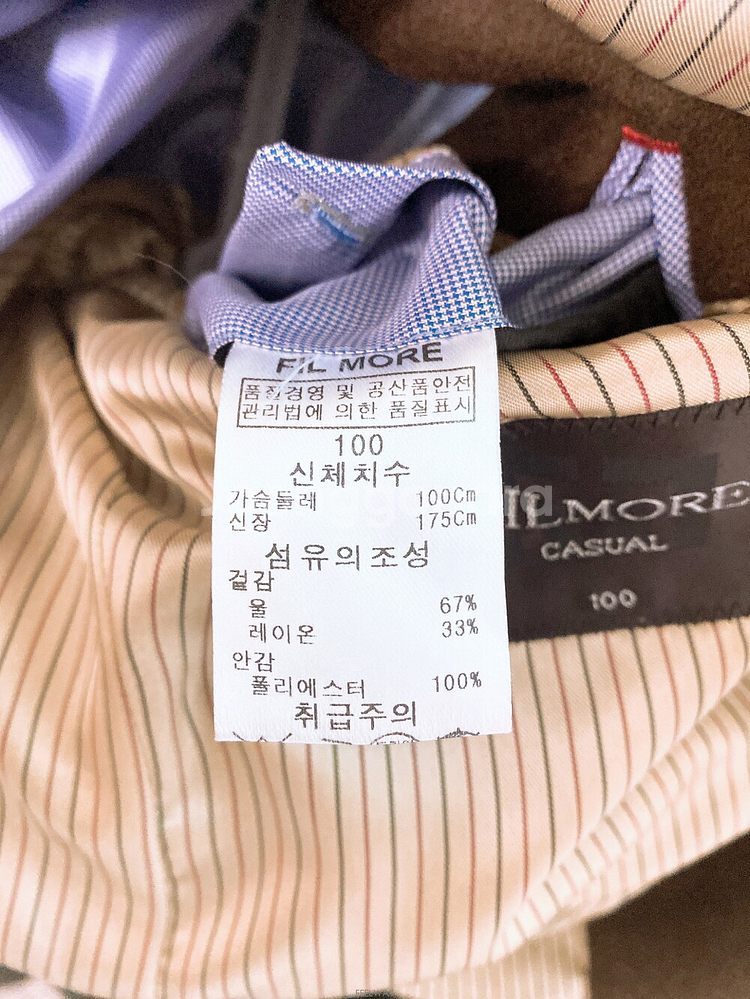 FIL MORE
품질경영 및 공산품안전
관리법에 의한 품질표시
100
신체치수
가슴둘레 100Cm
신장 175Cm
섬유의조성
겉감
울 67%
레이온 33%
안감
폴리에스터 100%
취급주의
FILMORE
CASUAL
100